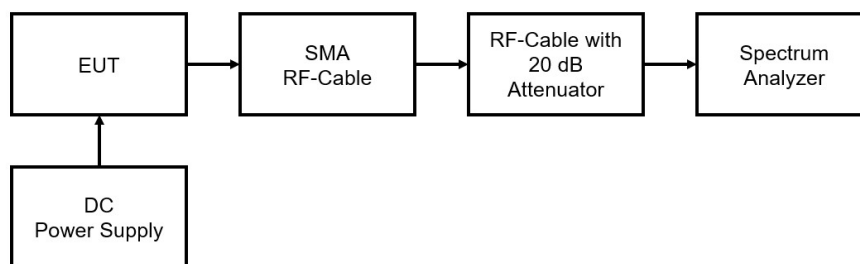 EUT
SMA
RF-Cable
RF-Cable with
20 dB
Attenuator
Spectrum
Analyzer
DC
Power Supply